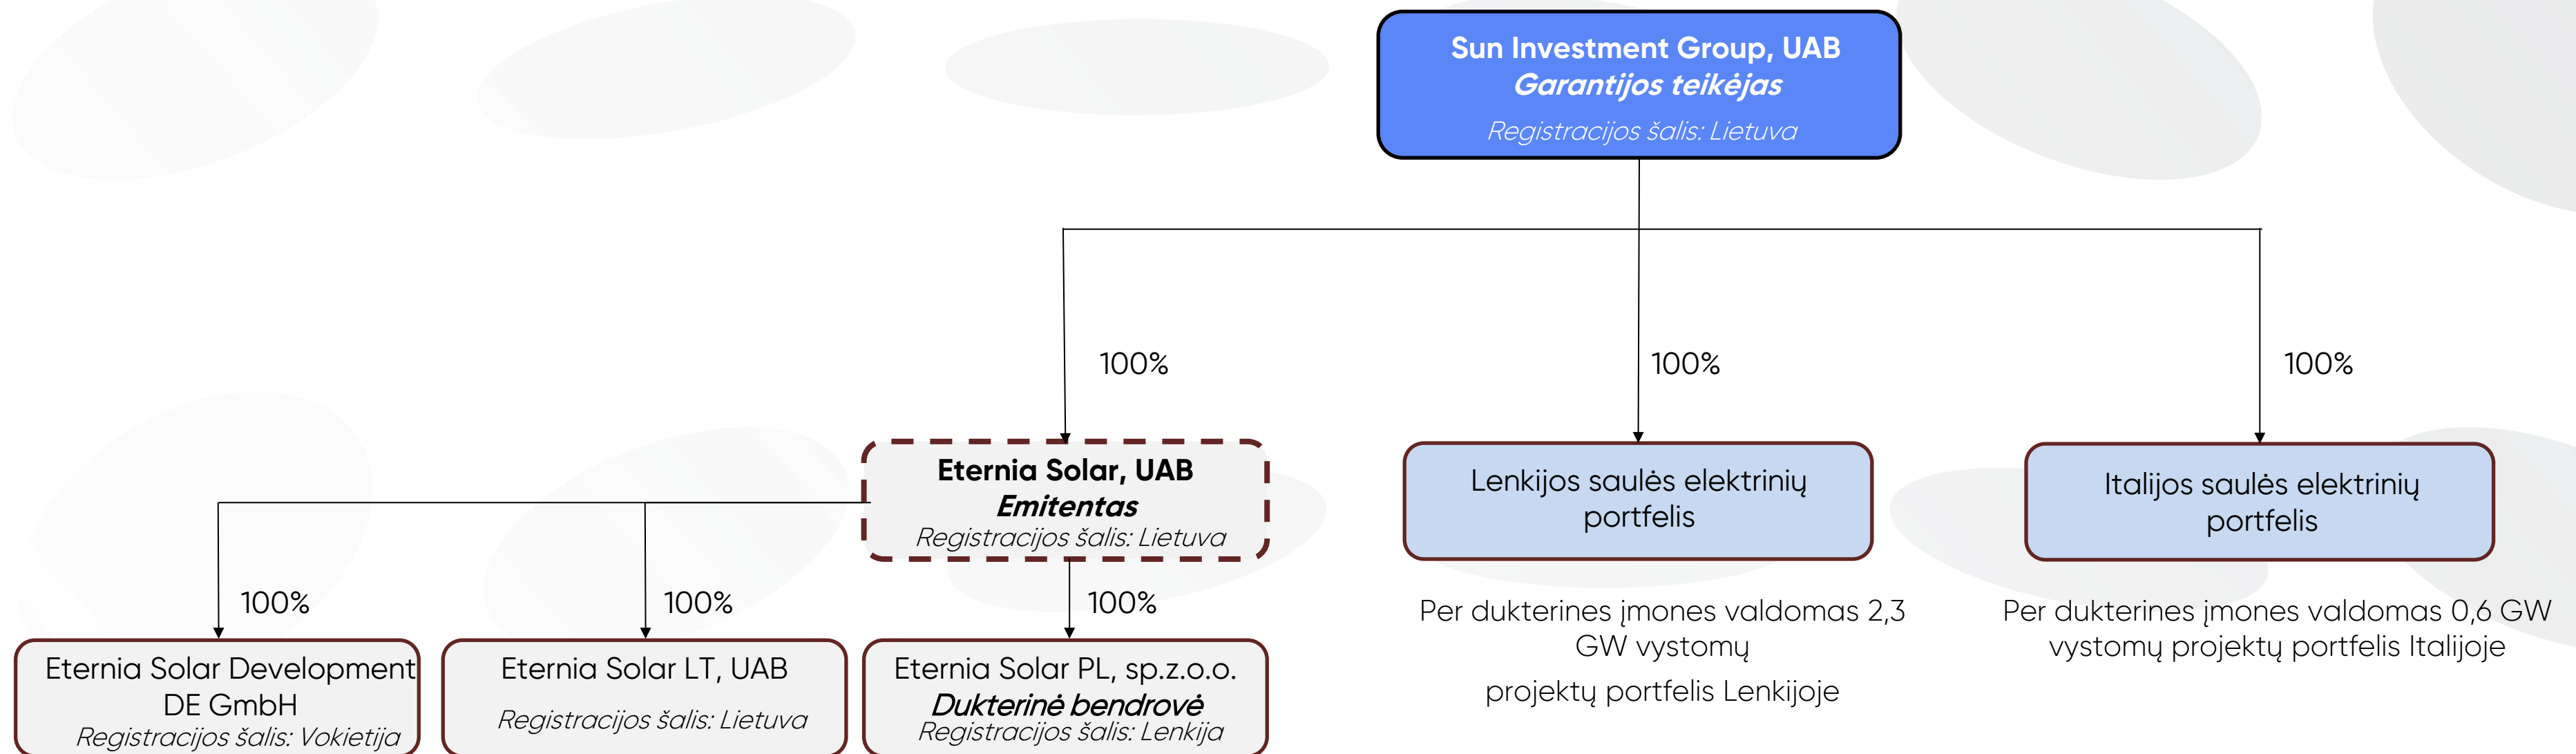 Sun Investment Group, UAB
Garantijos teikėjas
Registracijos šalis: Lietuva
100%
100%
100%
Eternia Solar, UAB
Emitentas
Registracijos šalis: Lietuva
Lenkijos saulės elektrinių
portfelis
Italijos saulės elektrinių
portfelis
100%
100%
100%
Per dukterines įmones valdomas 2,3
GW vystomų
projektų portfelis Lenkijoje
Per dukterines įmones valdomas 0,6 GW
vystomų projektų portfelis Italijoje
Eternia Solar Development
DE GmbH
Registracijos šalis: Vokietija
Eternia Solar LT, UAB
Registracijos šalis: Lietuva
Eternia Solar PL, sp.z.o.o.
Dukterinė bendrovė
Registracijos šalis: Lenkija